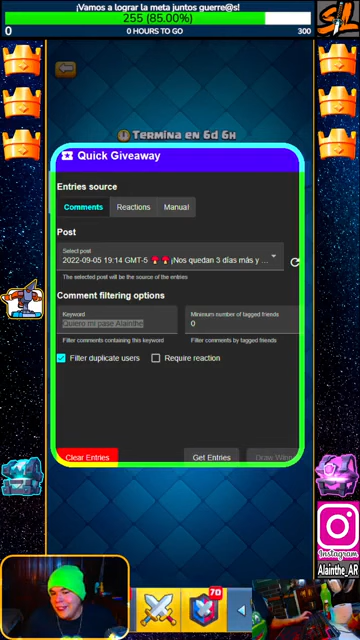 ¡Vamos a lograr la meta juntos guerre@s!
255 (85.00%)
0
0 HOURS TO GO
300
SL
Termina en 6d 6h
Quick Giveaway
Entries source
Comments
Reactions
Manual
Post
Select post
2022-09-05 19:14 GMT-5 🍄🍄¡Nos quedan 3 días más y ...
The selected post will be the source of the entries
Comment filtering options
Keyword
Minimum number of tagged friends
Quiero mi pase Alainthe
0
Filter comments containing this keyword
Filter comments by tagged friends
Filter duplicate users
Require reaction
Clear Entries
Get Entries
Draw Winn
Instagram
Alainthe_AR
70